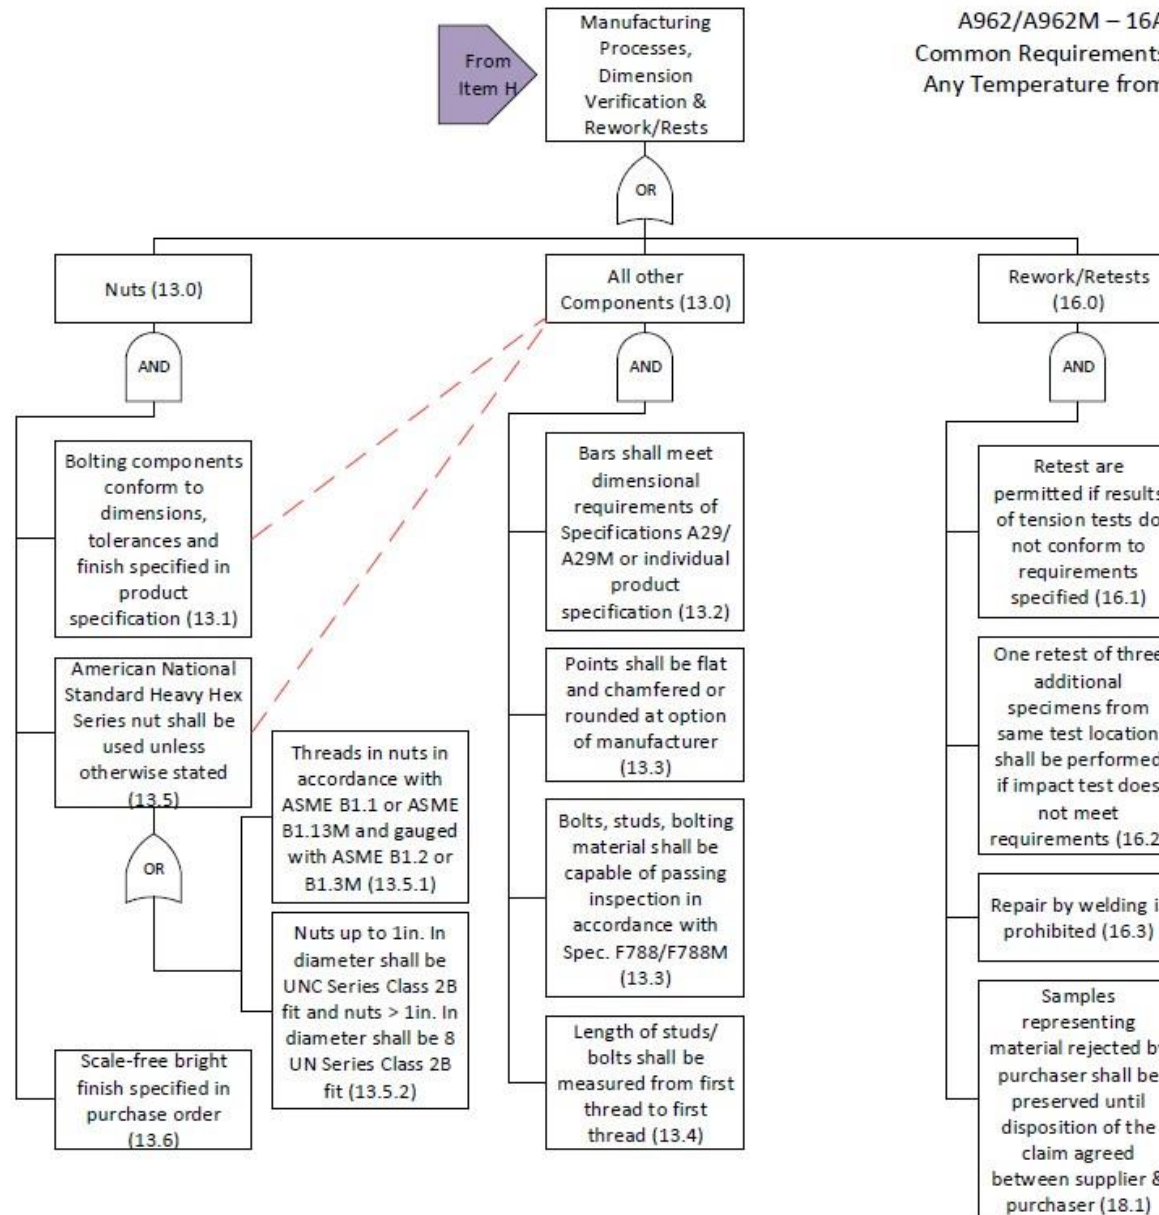 From
Item H
Manufacturing
Processes,
Dimension
Verification &
Rework/Rests
A962/A962M – 16A
Common Requirements
Any Temperature from
OR
Nuts (13.0)
AND
Bolting components
conform to
dimensions,
tolerances and
finish specified in
product
specification (13.1)
American National
Standard Heavy Hex
Series nut shall be
used unless
otherwise stated
(13.5)
OR
Threads in nuts in
accordance with
ASME B1.1 or ASME
B1.13M and gauged
with ASME B1.2 or
B1.3M (13.5.1)
Nuts up to 1in. In
diameter shall be
UNC Series Class 2B
fit and nuts > 1in. In
diameter shall be 8
UN Series Class 2B
fit (13.5.2)
Scale-free bright
finish specified in
purchase order
(13.6)
All other
Components (13.0)
AND
Bars shall meet
dimensional
requirements of
Specifications A29/
A29M or individual
product
specification (13.2)
Points shall be flat
and chamfered or
rounded at option
of manufacturer
(13.3)
Bolts, studs, bolting
material shall be
capable of passing
inspection in
accordance with
Spec. F788/F788M
(13.3)
Length of studs/
bolts shall be
measured from first
thread to first
thread (13.4)
Rework/Retests
(16.0)
AND
Retest are
permitted if results
of tension tests do
not conform to
requirements
specified (16.1)
One retest of three
additional
specimens from
same test location
shall be performed
if impact test does
not meet
requirements (16.2
Repair by welding i
prohibited (16.3)
Samples
representing
material rejected by
purchaser shall be
preserved until
disposition of the
claim agreed
between supplier &
purchaser (18.1)